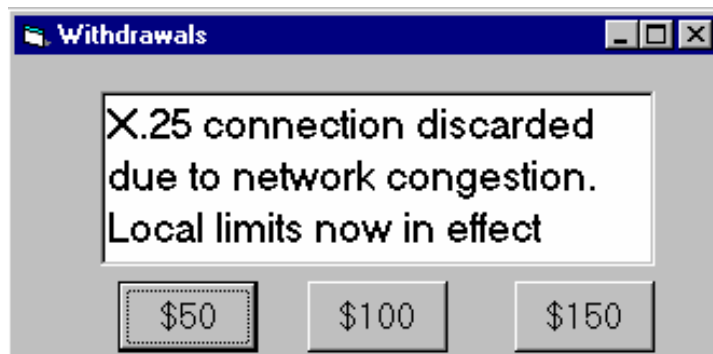 Withdrawals
X.25 connection discarded
due to network congestion.
Local limits now in effect
$50 $100 $150